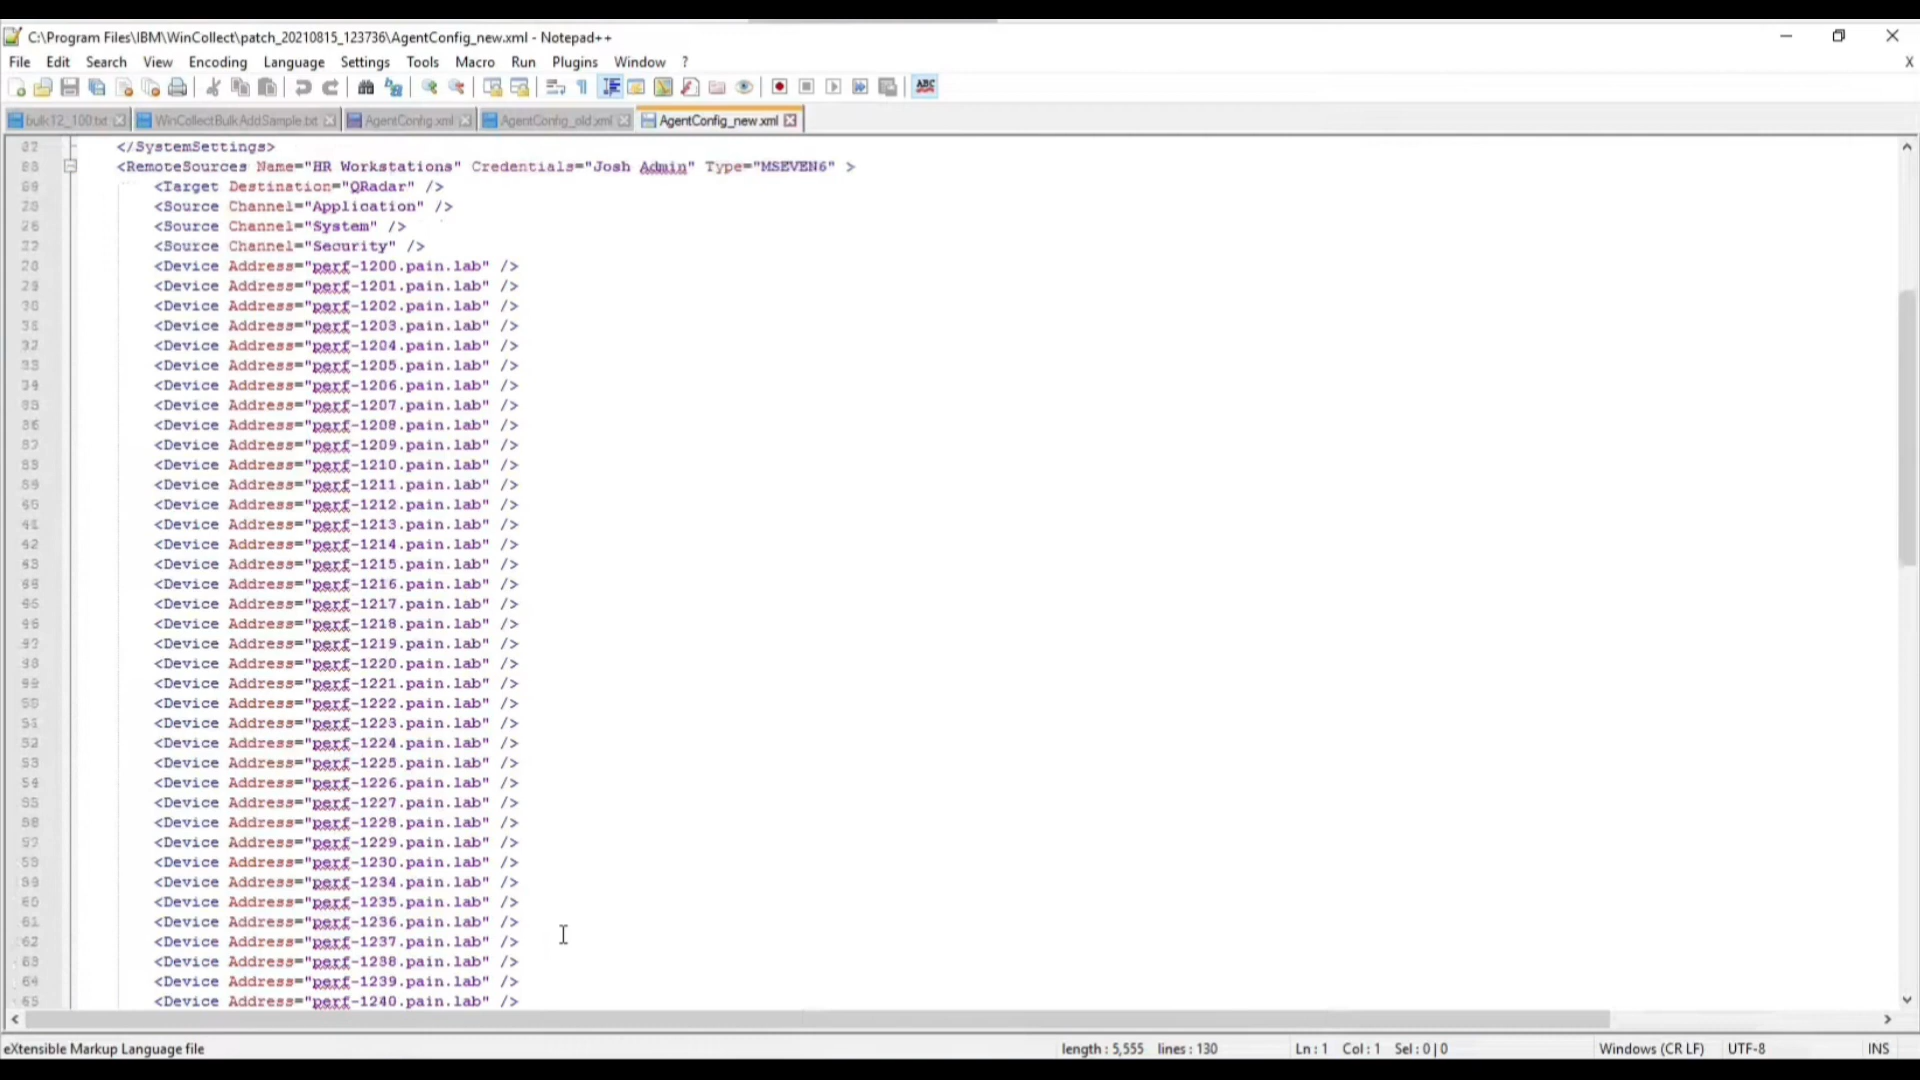 C:\Program Files\IBM\WinCollect\patch_20210815_123736\AgentConfig_new.xml - Notepad++
File Edit Search View Encoding Language Settings Tools Macro Run Plugins Window ? X
bulk12_100.txt WinCollectBulkAddSample.txt AgentConfig.xml AgentConfig_old.xml AgentConfig_new.xml
</SystemSettings>
<RemoteSources Name="HR Workstations" Credentials="Josh Admin" Type="MSEVEN6" >
<Target Destination="QRadar" />
<Source Channel="Application" />
<Source Channel="System" />
<Source Channel="Security" />
<Device Address="perf-1200.pain.lab" />
<Device Address="perf-1201.pain.lab" />
<Device Address="perf-1202.pain.lab" />
<Device Address="perf-1203.pain.lab" />
<Device Address="perf-1204.pain.lab" />
<Device Address="perf-1205.pain.lab" />
<Device Address="perf-1206.pain.lab" />
<Device Address="perf-1207.pain.lab" />
<Device Address="perf-1208.pain.lab" />
<Device Address="perf-1209.pain.lab" />
<Device Address="perf-1210.pain.lab" />
<Device Address="perf-1211.pain.lab" />
<Device Address="perf-1212.pain.lab" />
<Device Address="perf-1213.pain.lab" />
<Device Address="perf-1214.pain.lab" />
<Device Address="perf-1215.pain.lab" />
<Device Address="perf-1216.pain.lab" />
<Device Address="perf-1217.pain.lab" />
<Device Address="perf-1218.pain.lab" />
<Device Address="perf-1219.pain.lab" />
<Device Address="perf-1220.pain.lab" />
<Device Address="perf-1221.pain.lab" />
<Device Address="perf-1222.pain.lab" />
<Device Address="perf-1223.pain.lab" />
<Device Address="perf-1224.pain.lab" />
<Device Address="perf-1225.pain.lab" />
<Device Address="perf-1226.pain.lab" />
<Device Address="perf-1227.pain.lab" />
<Device Address="perf-1228.pain.lab" />
<Device Address="perf-1229.pain.lab" />
<Device Address="perf-1230.pain.lab" />
<Device Address="perf-1234.pain.lab" />
<Device Address="perf-1235.pain.lab" />
<Device Address="perf-1236.pain.lab" />
<Device Address="perf-1237.pain.lab" />
<Device Address="perf-1238.pain.lab" />
<Device Address="perf-1239.pain.lab" />
<Device Address="perf-1240.pain.lab" />
eXtensible Markup Language file length : 5,555 lines : 130 Ln : 1 Col : 1 Sel : 0 | 0 Windows (CR LF) UTF-8 INS